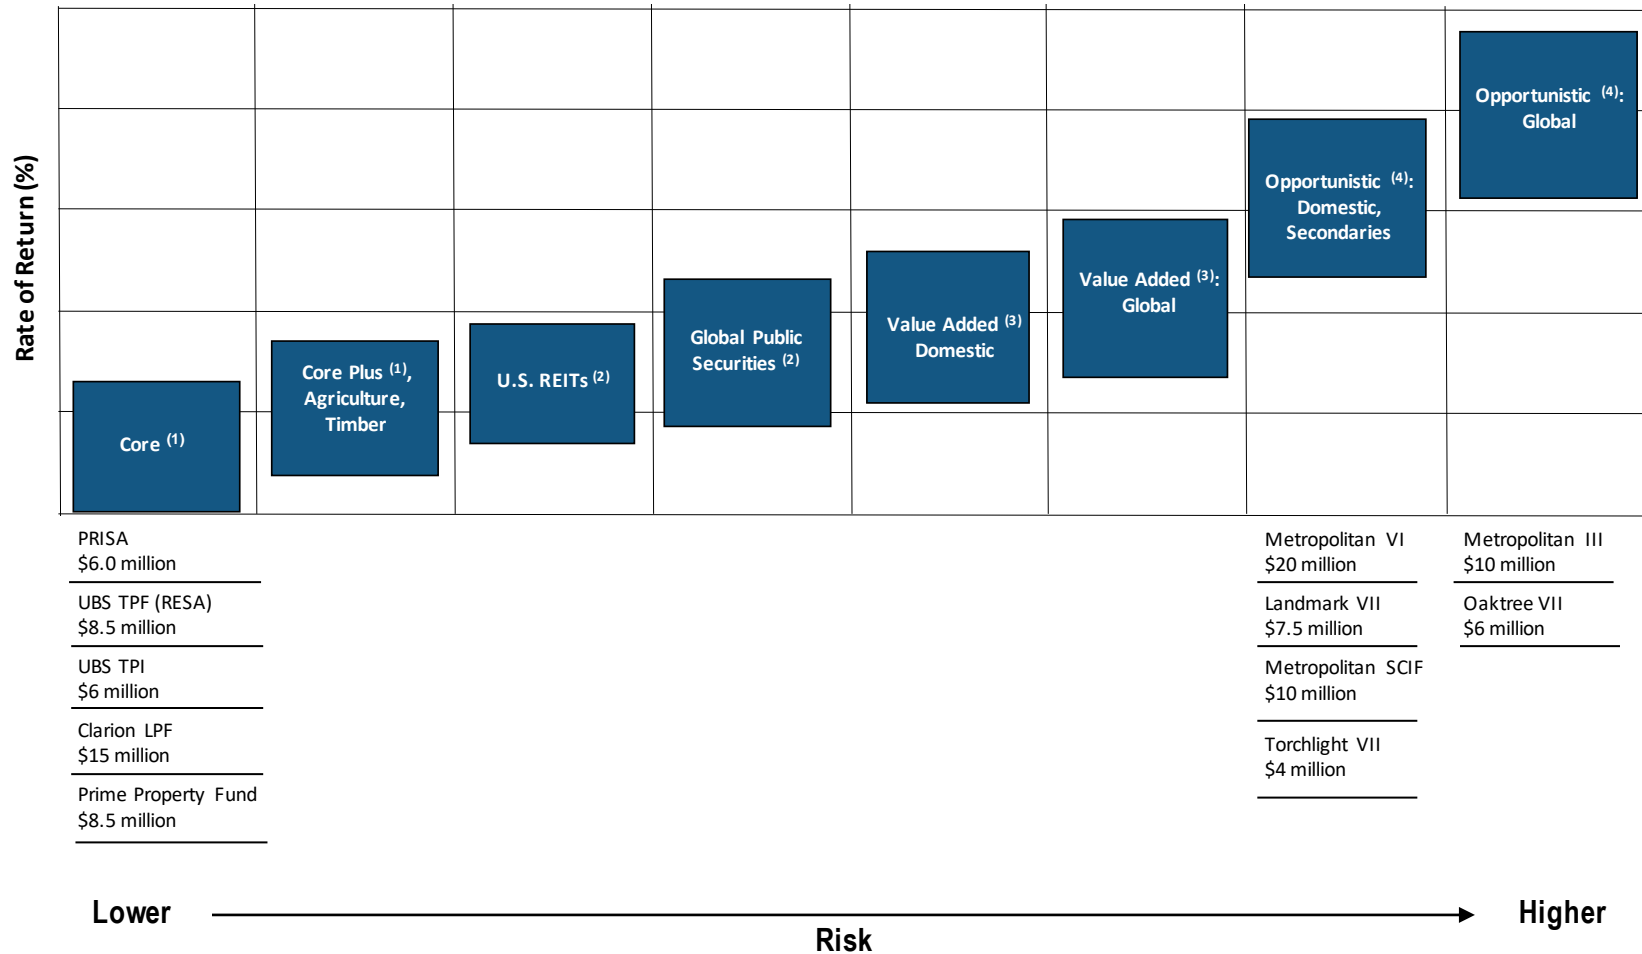 Rate of Return (%)
Core (1)
Core Plus (1),
Agriculture,
Timber
U.S. REITs (2)
Global Public
Securities (2)
Value Added (3)
Domestic
Value Added (3):
Global
Opportunistic (4):
Domestic,
Secondaries
Opportunistic (4):
Global
PRISA
$6.0 million
UBS TPF (RESA)
$8.5 million
UBS TPI
$6 million
Clarion LPF
$15 million
Prime Property Fund
$8.5 million
Metropolitan VI
$20 million
Landmark VII
$7.5 million
Metropolitan SCIF
$10 million
Torchlight VII
$4 million
Metropolitan III
$10 million
Oaktree VII
$6 million
Lower
Higher
Risk